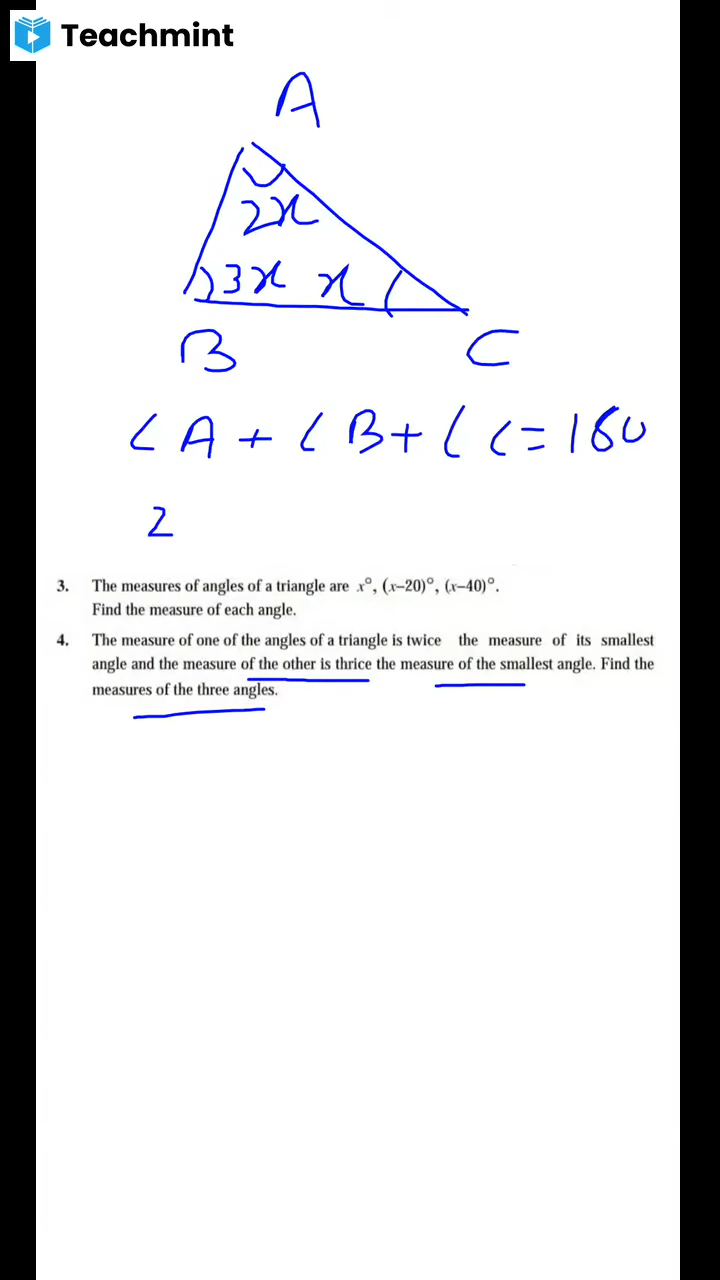 Teachmint
A
2x
3x x
B C
∠A + ∠B + ∠C = 180
2
3. The measures of angles of a triangle are x°, (x–20)°, (x–40)°.
Find the measure of each angle.
4. The measure of one of the angles of a triangle is twice the measure of its smallest
angle and the measure of the other is thrice the measure of the smallest angle. Find the
measures of the three angles.